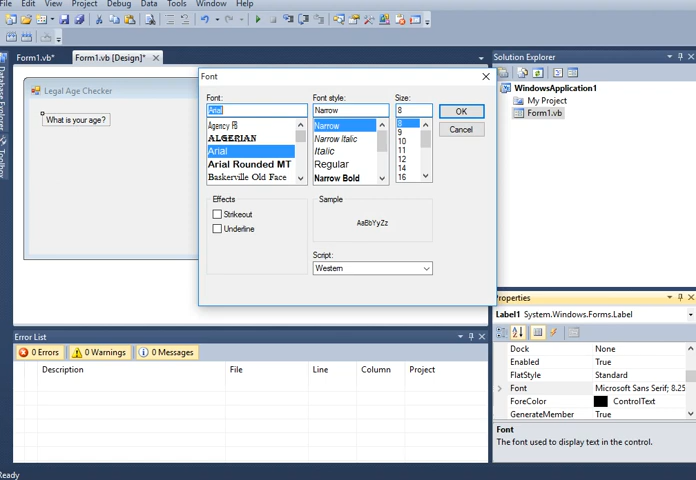 File Edit View Project Debug Data Tools Window Help
Form1.vb* Form1.vb [Design]*
Database Explorer
Toolbox
Legal Age Checker
What is your age?
Font
Font: Font style: Size:
Arial Narrow 8
Agency FB Narrow 8
ALGERIAN Narrow Italic 9
Arial Italic 10
Arial Rounded MT Regular 11
Baskerville Old Face Narrow Bold 12
14
16
OK
Cancel
Effects
Strikeout
Underline
Sample
AaBbYyZz
Script:
Western
Solution Explorer
WindowsApplication1
My Project
Form1.vb
Properties
Label1 System.Windows.Forms.Label
Dock None
Enabled True
FlatStyle Standard
Font Microsoft Sans Serif; 8.25
ForeColor ControlText
GenerateMember True
Font
The font used to display text in the control.
Error List
0 Errors 0 Warnings 0 Messages
Description File Line Column Project
Ready